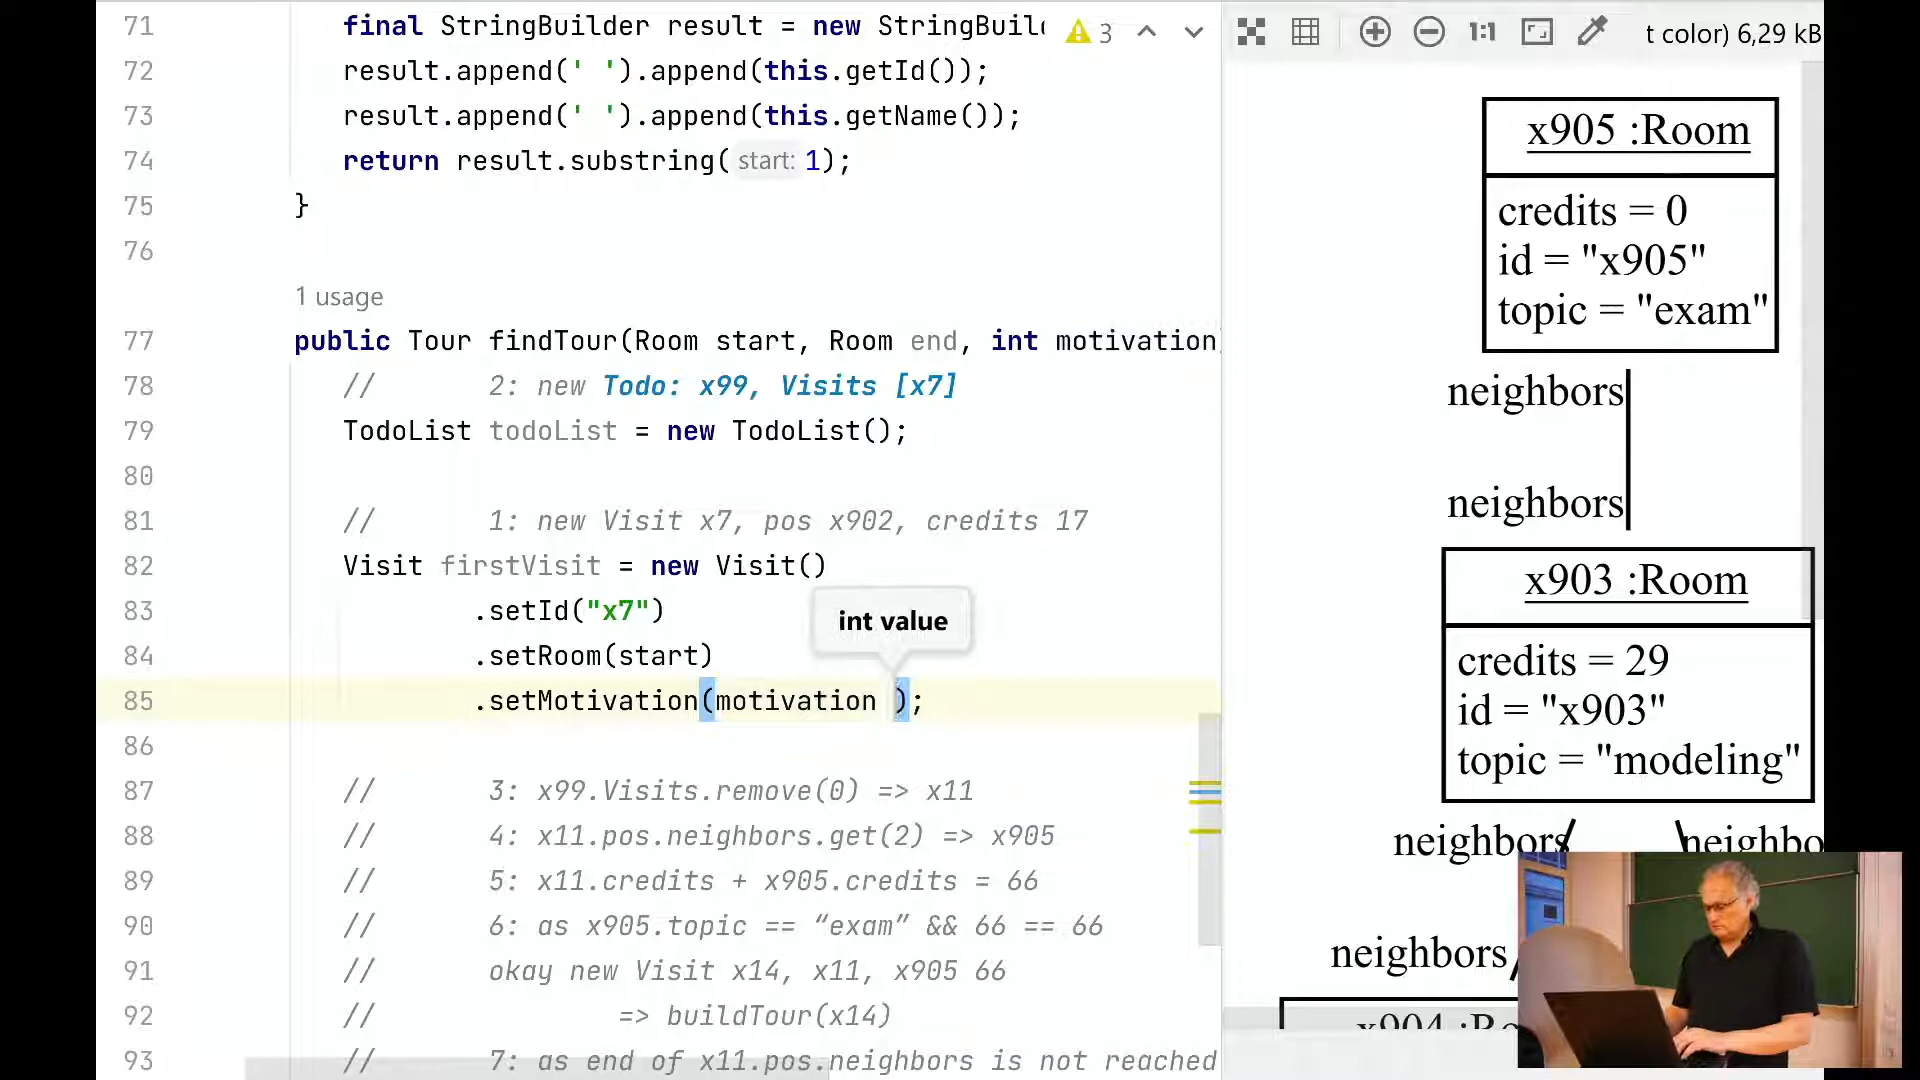 71 final StringBuilder result = new StringBuil
3
72 result.append(' ').append(this.getId());
73 result.append(' ').append(this.getName());
74 return result.substring( start: 1);
75 }
76
1 usage
77 public Tour findTour(Room start, Room end, int motivation
78 // 2: new Todo: x99, Visits [x7]
79 TodoList todoList = new TodoList();
80
81 // 1: new Visit x7, pos x902, credits 17
82 Visit firstVisit = new Visit()
83 .setId("x7")
int value
84 .setRoom(start)
85 .setMotivation(motivation );
86
87 // 3: x99.Visits.remove(0) => x11
88 // 4: x11.pos.neighbors.get(2) => x905
89 // 5: x11.credits + x905.credits = 66
90 // 6: as x905.topic == “exam” && 66 == 66
91 // okay new Visit x14, x11, x905 66
92 // => buildTour(x14)
93 // 7: as end of x11.pos.neighbors is not reached
1:1
t color) 6,29 kB
x905 :Room
credits = 0
id = "x905"
topic = "exam"
neighbors
neighbors
x903 :Room
credits = 29
id = "x903"
topic = "modeling"
neighbors
neighbo
neighbors
x904 :Ro